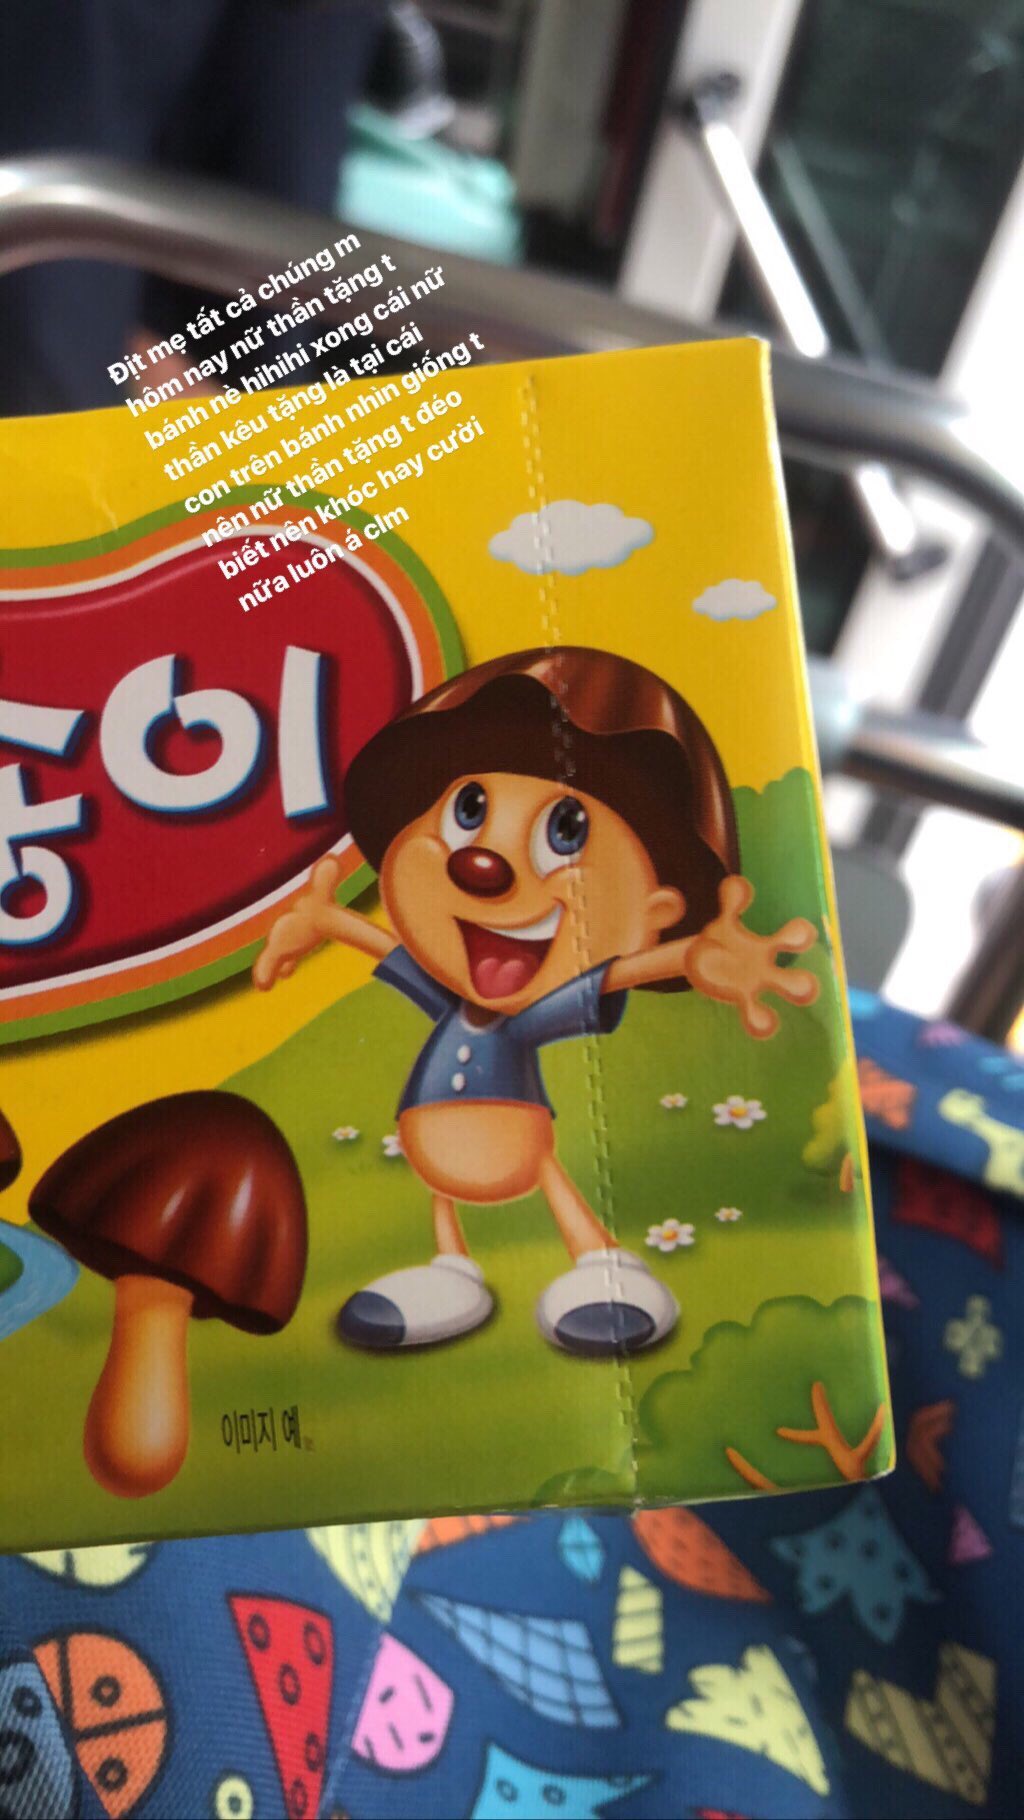 Địt mẹ tất cả chúng m
hôm nay nữ thần tặng t
bánh nè hihihi xong cái nữ
thần kêu tặng là tại cái
con trên bánh nhìn giống t
nên nữ thần tặng t đéo
biết nên khóc hay cười
nữa luôn á clm
이
이미지 예